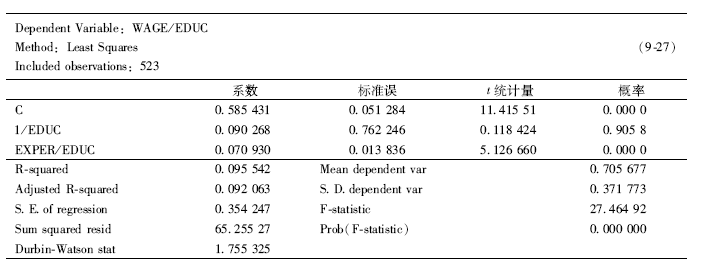 Dependent Variable: WAGE/EDUC
Method: Least Squares (9-27)
Included observations: 523
系数 标准误 t 统计量 概率
C 0.585 431 0.051 284 11.415 51 0.000 0
1/EDUC 0.090 268 0.762 246 0.118 424 0.905 8
EXPER/EDUC 0.070 930 0.013 836 5.126 660 0.000 0
R-squared 0.095 542 Mean dependent var 0.705 677
Adjusted R-squared 0.092 063 S. D. dependent var 0.371 773
S. E. of regression 0.354 247 F-statistic 27.464 92
Sum squared resid 65.255 27 Prob( F-statistic) 0.000 000
Durbin-Watson stat 1.755 325